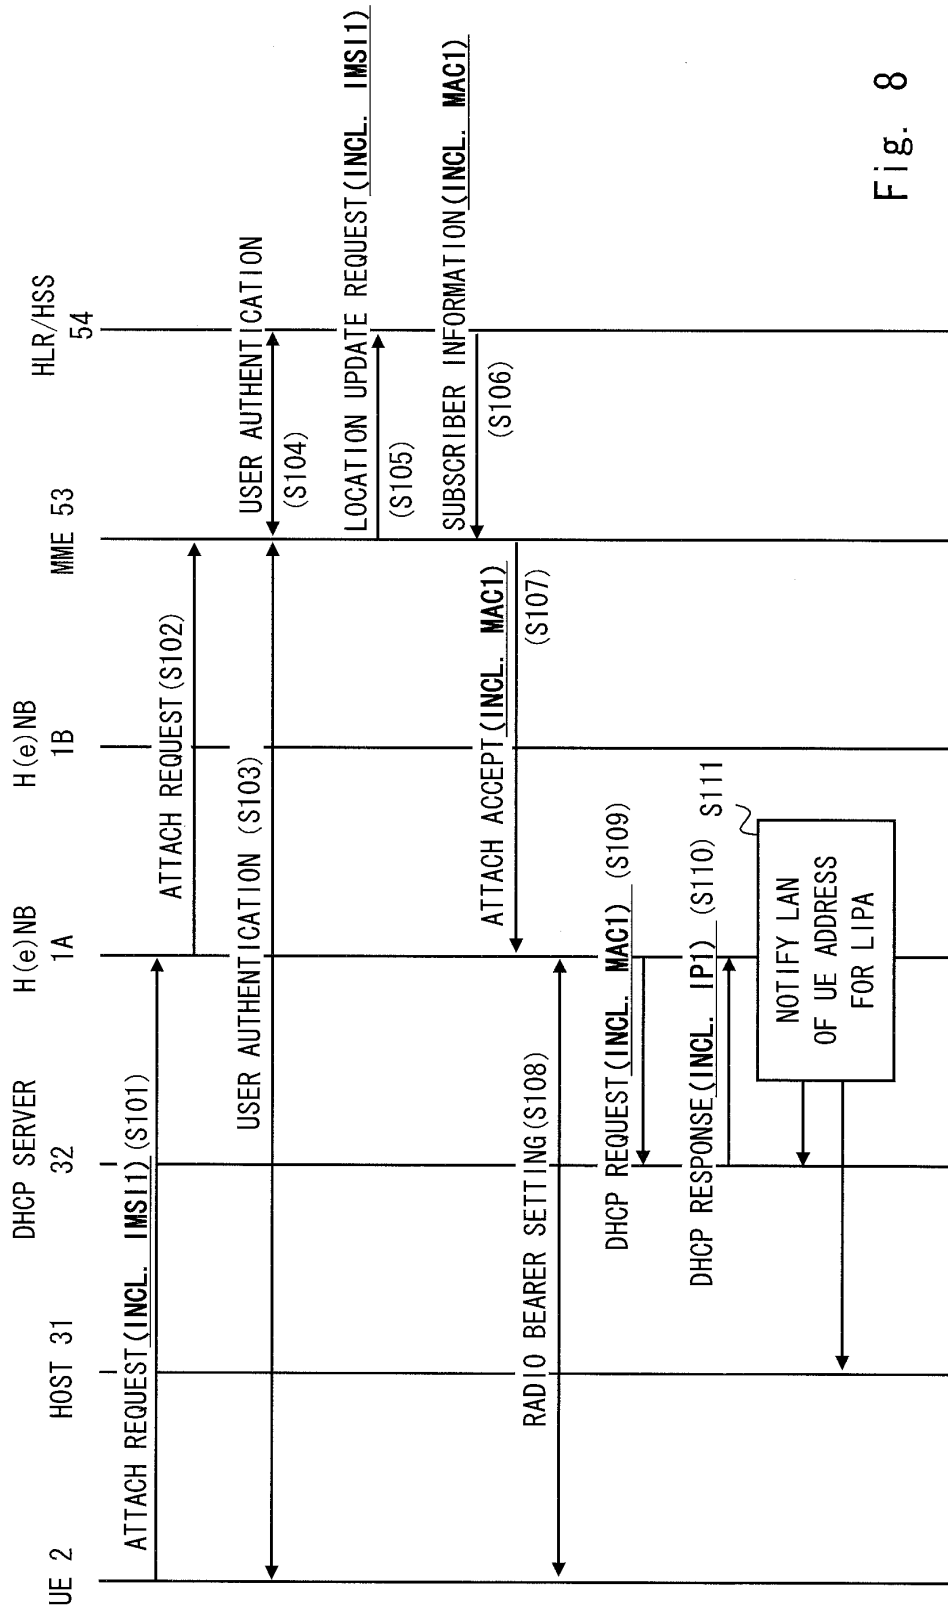 UE 2
HOST 31
DHCP SERVER
32
H(e)NB
1A
H(e)NB
1B
MME 53
HLR/HSS
54
ATTACH REQUEST(INCL. IMSI1)(S101)
ATTACH REQUEST(S102)
USER AUTHENTICATION (S103)
USER AUTHENTICATION
(S104)
LOCATION UPDATE REQUEST(INCL. IMSI1)
(S105)
SUBSCRIBER INFORMATION(INCL. MAC1)
(S106)
ATTACH ACCEPT(INCL. MAC1)
(S107)
RADIO BEARER SETTING(S108)
DHCP REQUEST(INCL. MAC1) (S109)
DHCP RESPONSE(INCL. IP1) (S110)
S111
NOTIFY LAN
OF UE ADDRESS
FOR LIPA
Fig. 8